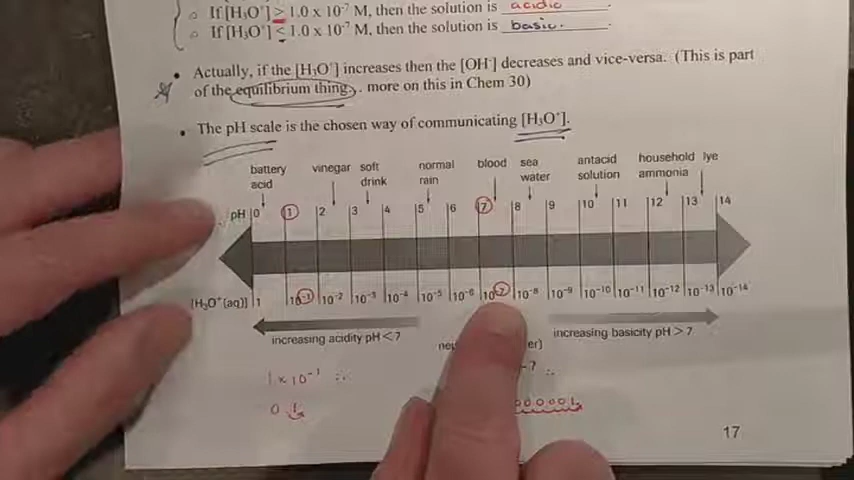 ○ If [H₃O⁺] > 1.0 x 10⁻⁷ M, then the solution is acidic.
○ If [H₃O⁺] < 1.0 x 10⁻⁷ M, then the solution is basic.
• Actually, if the [H₃O⁺] increases then the [OH⁻] decreases and vice-versa. (This is part
of the equilibrium thing. more on this in Chem 30)
• The pH scale is the chosen way of communicating [H₃O⁺].
battery acid vinegar soft drink normal rain blood sea water antacid solution household ammonia lye
pH 0 1 2 3 4 5 6 7 8 9 10 11 12 13 14
[H₃O⁺(aq)] 1 10⁻¹ 10⁻² 10⁻³ 10⁻⁴ 10⁻⁵ 10⁻⁶ 10⁻⁷ 10⁻⁸ 10⁻⁹ 10⁻¹⁰ 10⁻¹¹ 10⁻¹² 10⁻¹³ 10⁻¹⁴
increasing acidity pH < 7 increasing basicity pH > 7
1 x 10⁻¹ ∴ -7 ∴
0.1 000001
17